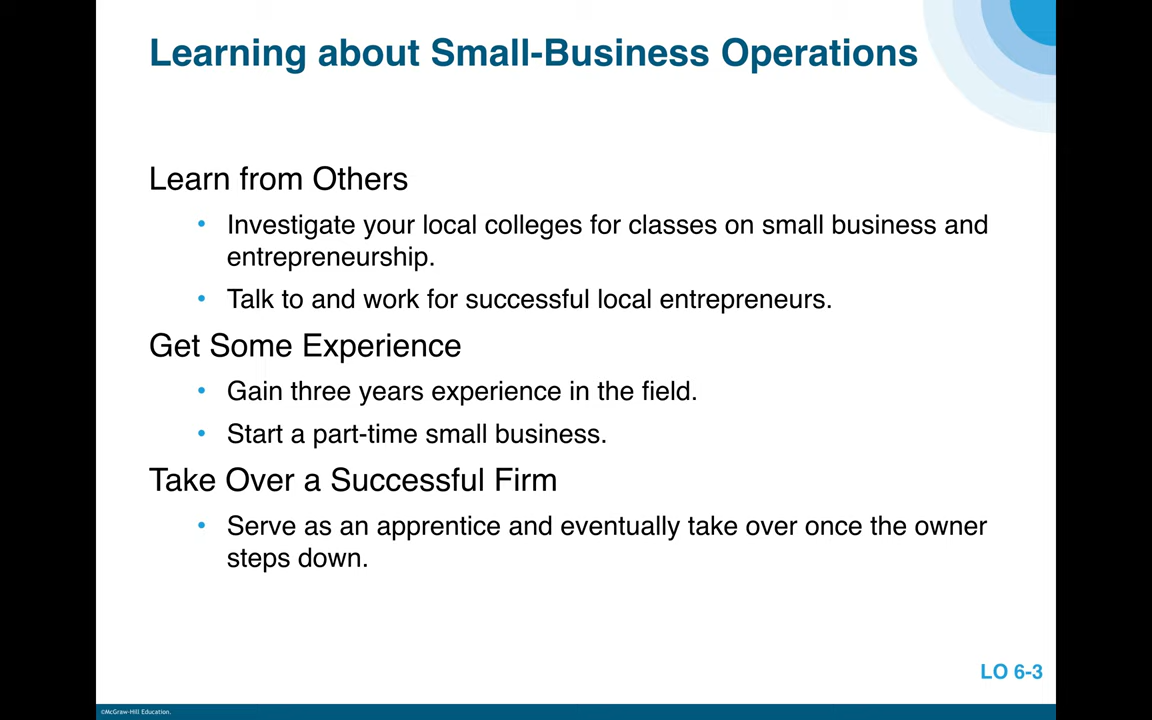 Learning about Small-Business Operations
Learn from Others
• Investigate your local colleges for classes on small business and
entrepreneurship.
• Talk to and work for successful local entrepreneurs.
Get Some Experience
• Gain three years experience in the field.
• Start a part-time small business.
Take Over a Successful Firm
• Serve as an apprentice and eventually take over once the owner
steps down.
LO 6-3
©McGraw-Hill Education.